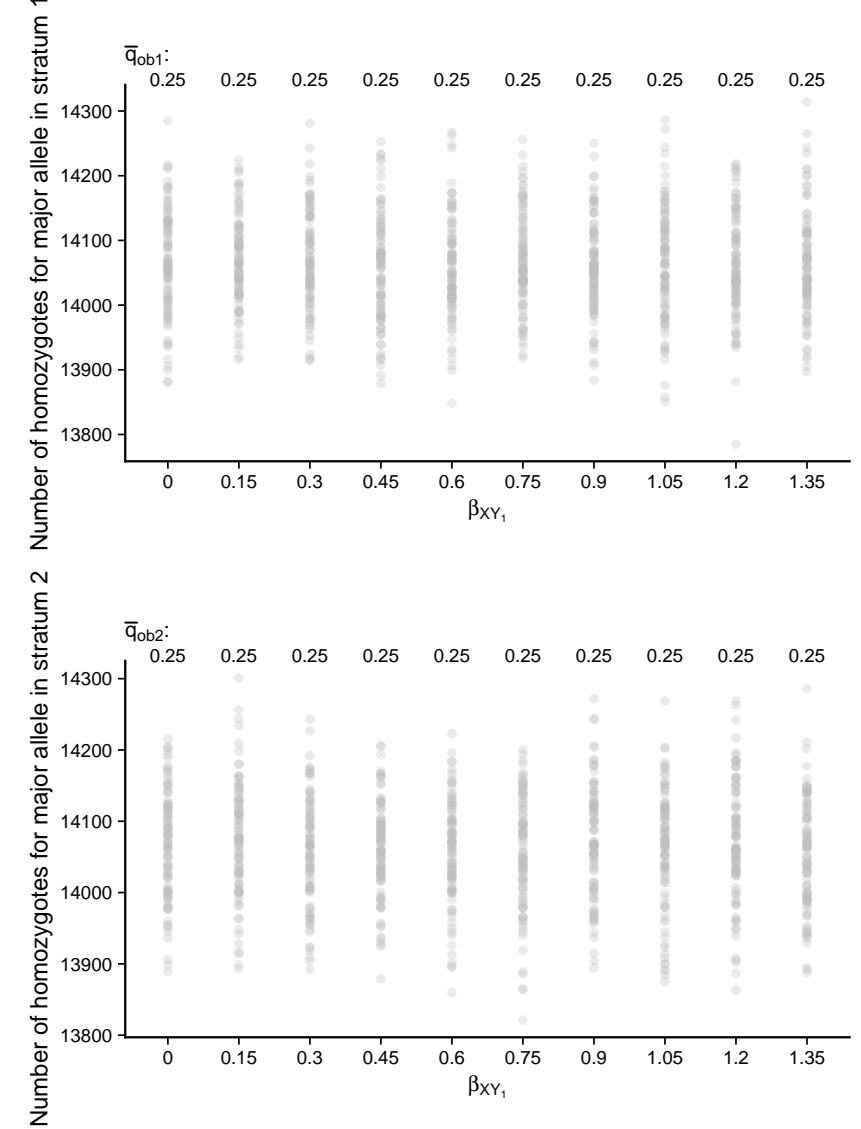 Number of homozygotes for major allele in stratum 1
q̅ob1:
0.25 0.25 0.25 0.25 0.25 0.25 0.25 0.25 0.25 0.25
14300
14200
14100
14000
13900
13800
0 0.15 0.3 0.45 0.6 0.75 0.9 1.05 1.2 1.35
βXY1
Number of homozygotes for major allele in stratum 2
q̅ob2:
0.25 0.25 0.25 0.25 0.25 0.25 0.25 0.25 0.25 0.25
14300
14200
14100
14000
13900
13800
0 0.15 0.3 0.45 0.6 0.75 0.9 1.05 1.2 1.35
βXY1